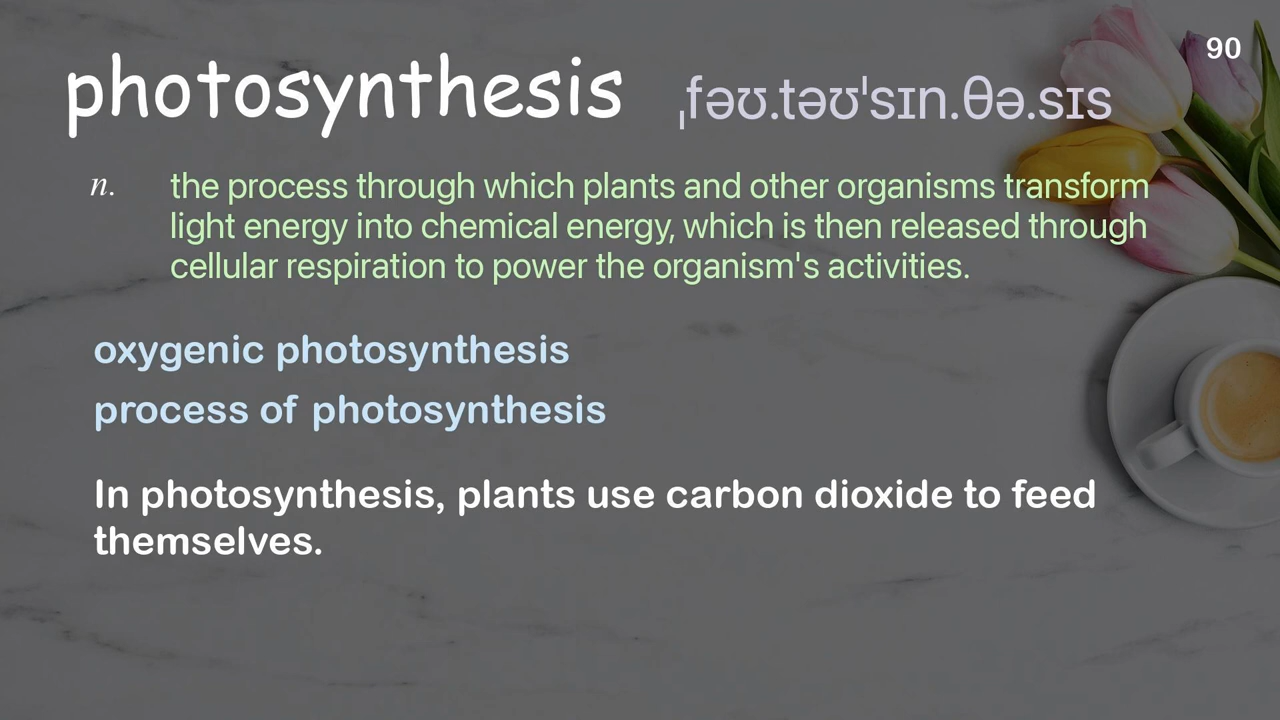 90
photosynthesis ˌfəʊ.təʊˈsɪn.θə.sɪs
n. the process through which plants and other organisms transform
light energy into chemical energy, which is then released through
cellular respiration to power the organism's activities.
oxygenic photosynthesis
process of photosynthesis
In photosynthesis, plants use carbon dioxide to feed
themselves.